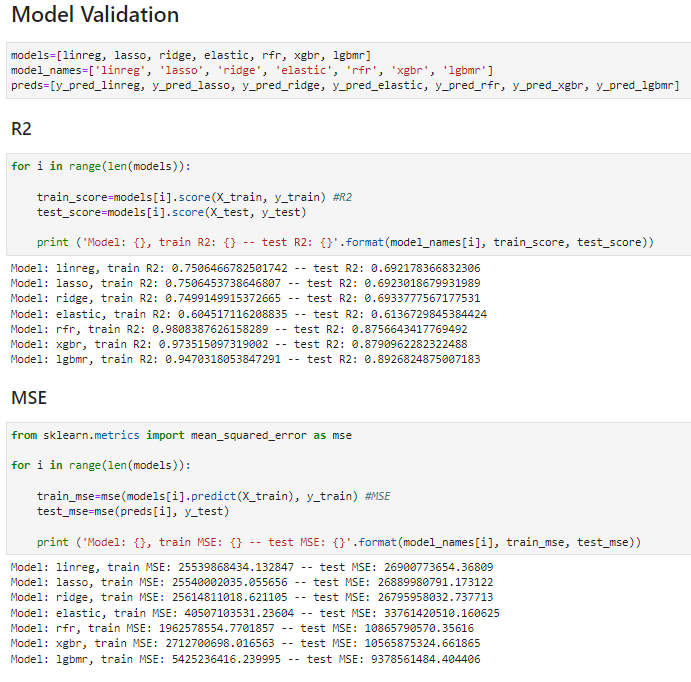 Model Validation
models=[linreg, lasso, ridge, elastic, rfr, xgbr, lgbmr]
model_names=['linreg', 'lasso', 'ridge', 'elastic', 'rfr', 'xgbr', 'lgbmr']
preds=[y_pred_linreg, y_pred_lasso, y_pred_ridge, y_pred_elastic, y_pred_rfr, y_pred_xgbr, y_pred_lgbmr]
R2
for i in range(len(models)):
train_score=models[i].score(X_train, y_train) #R2
test_score=models[i].score(X_test, y_test)
print ('Model: {}, train R2: {} -- test R2: {}'.format(model_names[i], train_score, test_score))
Model: linreg, train R2: 0.7506466782501742 -- test R2: 0.692178366832306
Model: lasso, train R2: 0.7506453738646807 -- test R2: 0.6923018679931989
Model: ridge, train R2: 0.7499149915372665 -- test R2: 0.6933777567177531
Model: elastic, train R2: 0.604517116208835 -- test R2: 0.6136729845384424
Model: rfr, train R2: 0.9808387626158289 -- test R2: 0.8756643417769492
Model: xgbr, train R2: 0.973515097319002 -- test R2: 0.8790962282322488
Model: lgbmr, train R2: 0.9470318053847291 -- test R2: 0.8926824875007183
MSE
from sklearn.metrics import mean_squared_error as mse
for i in range(len(models)):
train_mse=mse(models[i].predict(X_train), y_train) #MSE
test_mse=mse(preds[i], y_test)
print ('Model: {}, train MSE: {} -- test MSE: {}'.format(model_names[i], train_mse, test_mse))
Model: linreg, train MSE: 25539868434.132847 -- test MSE: 26900773654.36809
Model: lasso, train MSE: 25540002035.055656 -- test MSE: 26889980791.173122
Model: ridge, train MSE: 25614811018.621105 -- test MSE: 26795958032.737713
Model: elastic, train MSE: 40507103531.23604 -- test MSE: 33761420510.160625
Model: rfr, train MSE: 1962578554.7701857 -- test MSE: 10865790570.35616
Model: xgbr, train MSE: 2712700698.016563 -- test MSE: 10565875324.661865
Model: lgbmr, train MSE: 5425236416.239995 -- test MSE: 9378561484.404406